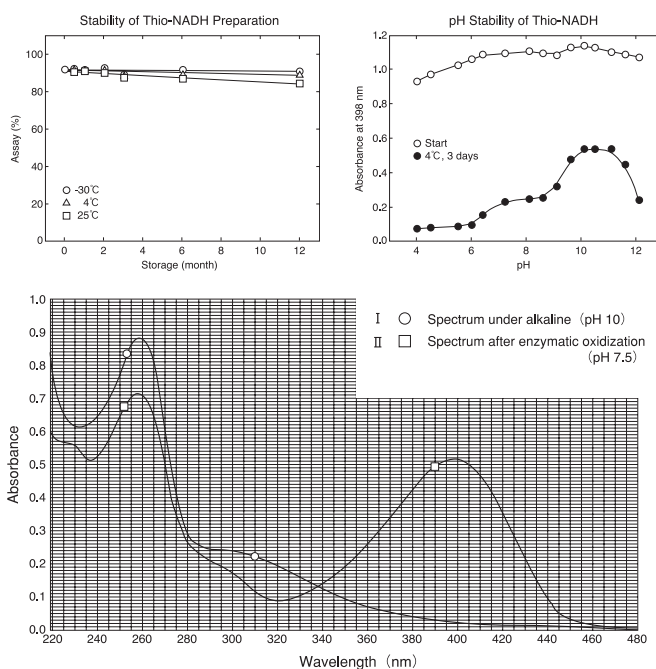 Stability of Thio-NADH Preparation
100
80
60
40
20
0
Assay (%)
-30℃
4℃
25℃
0 2 4 6 8 10 12
Storage (month)
pH Stability of Thio-NADH
1.2
1.0
0.8
0.6
0.4
0.2
0.0
Absorbance at 398 nm
Start
4℃, 3 days
4 6 8 10 12
pH
1.0
0.9
0.8
0.7
0.6
0.5
0.4
0.3
0.2
0.1
0.0
Absorbance
220 240 260 280 300 320 340 360 380 400 420 440 460 480
Wavelength (nm)
I Spectrum under alkaline (pH 10)
II Spectrum after enzymatic oxidization
(pH 7.5)